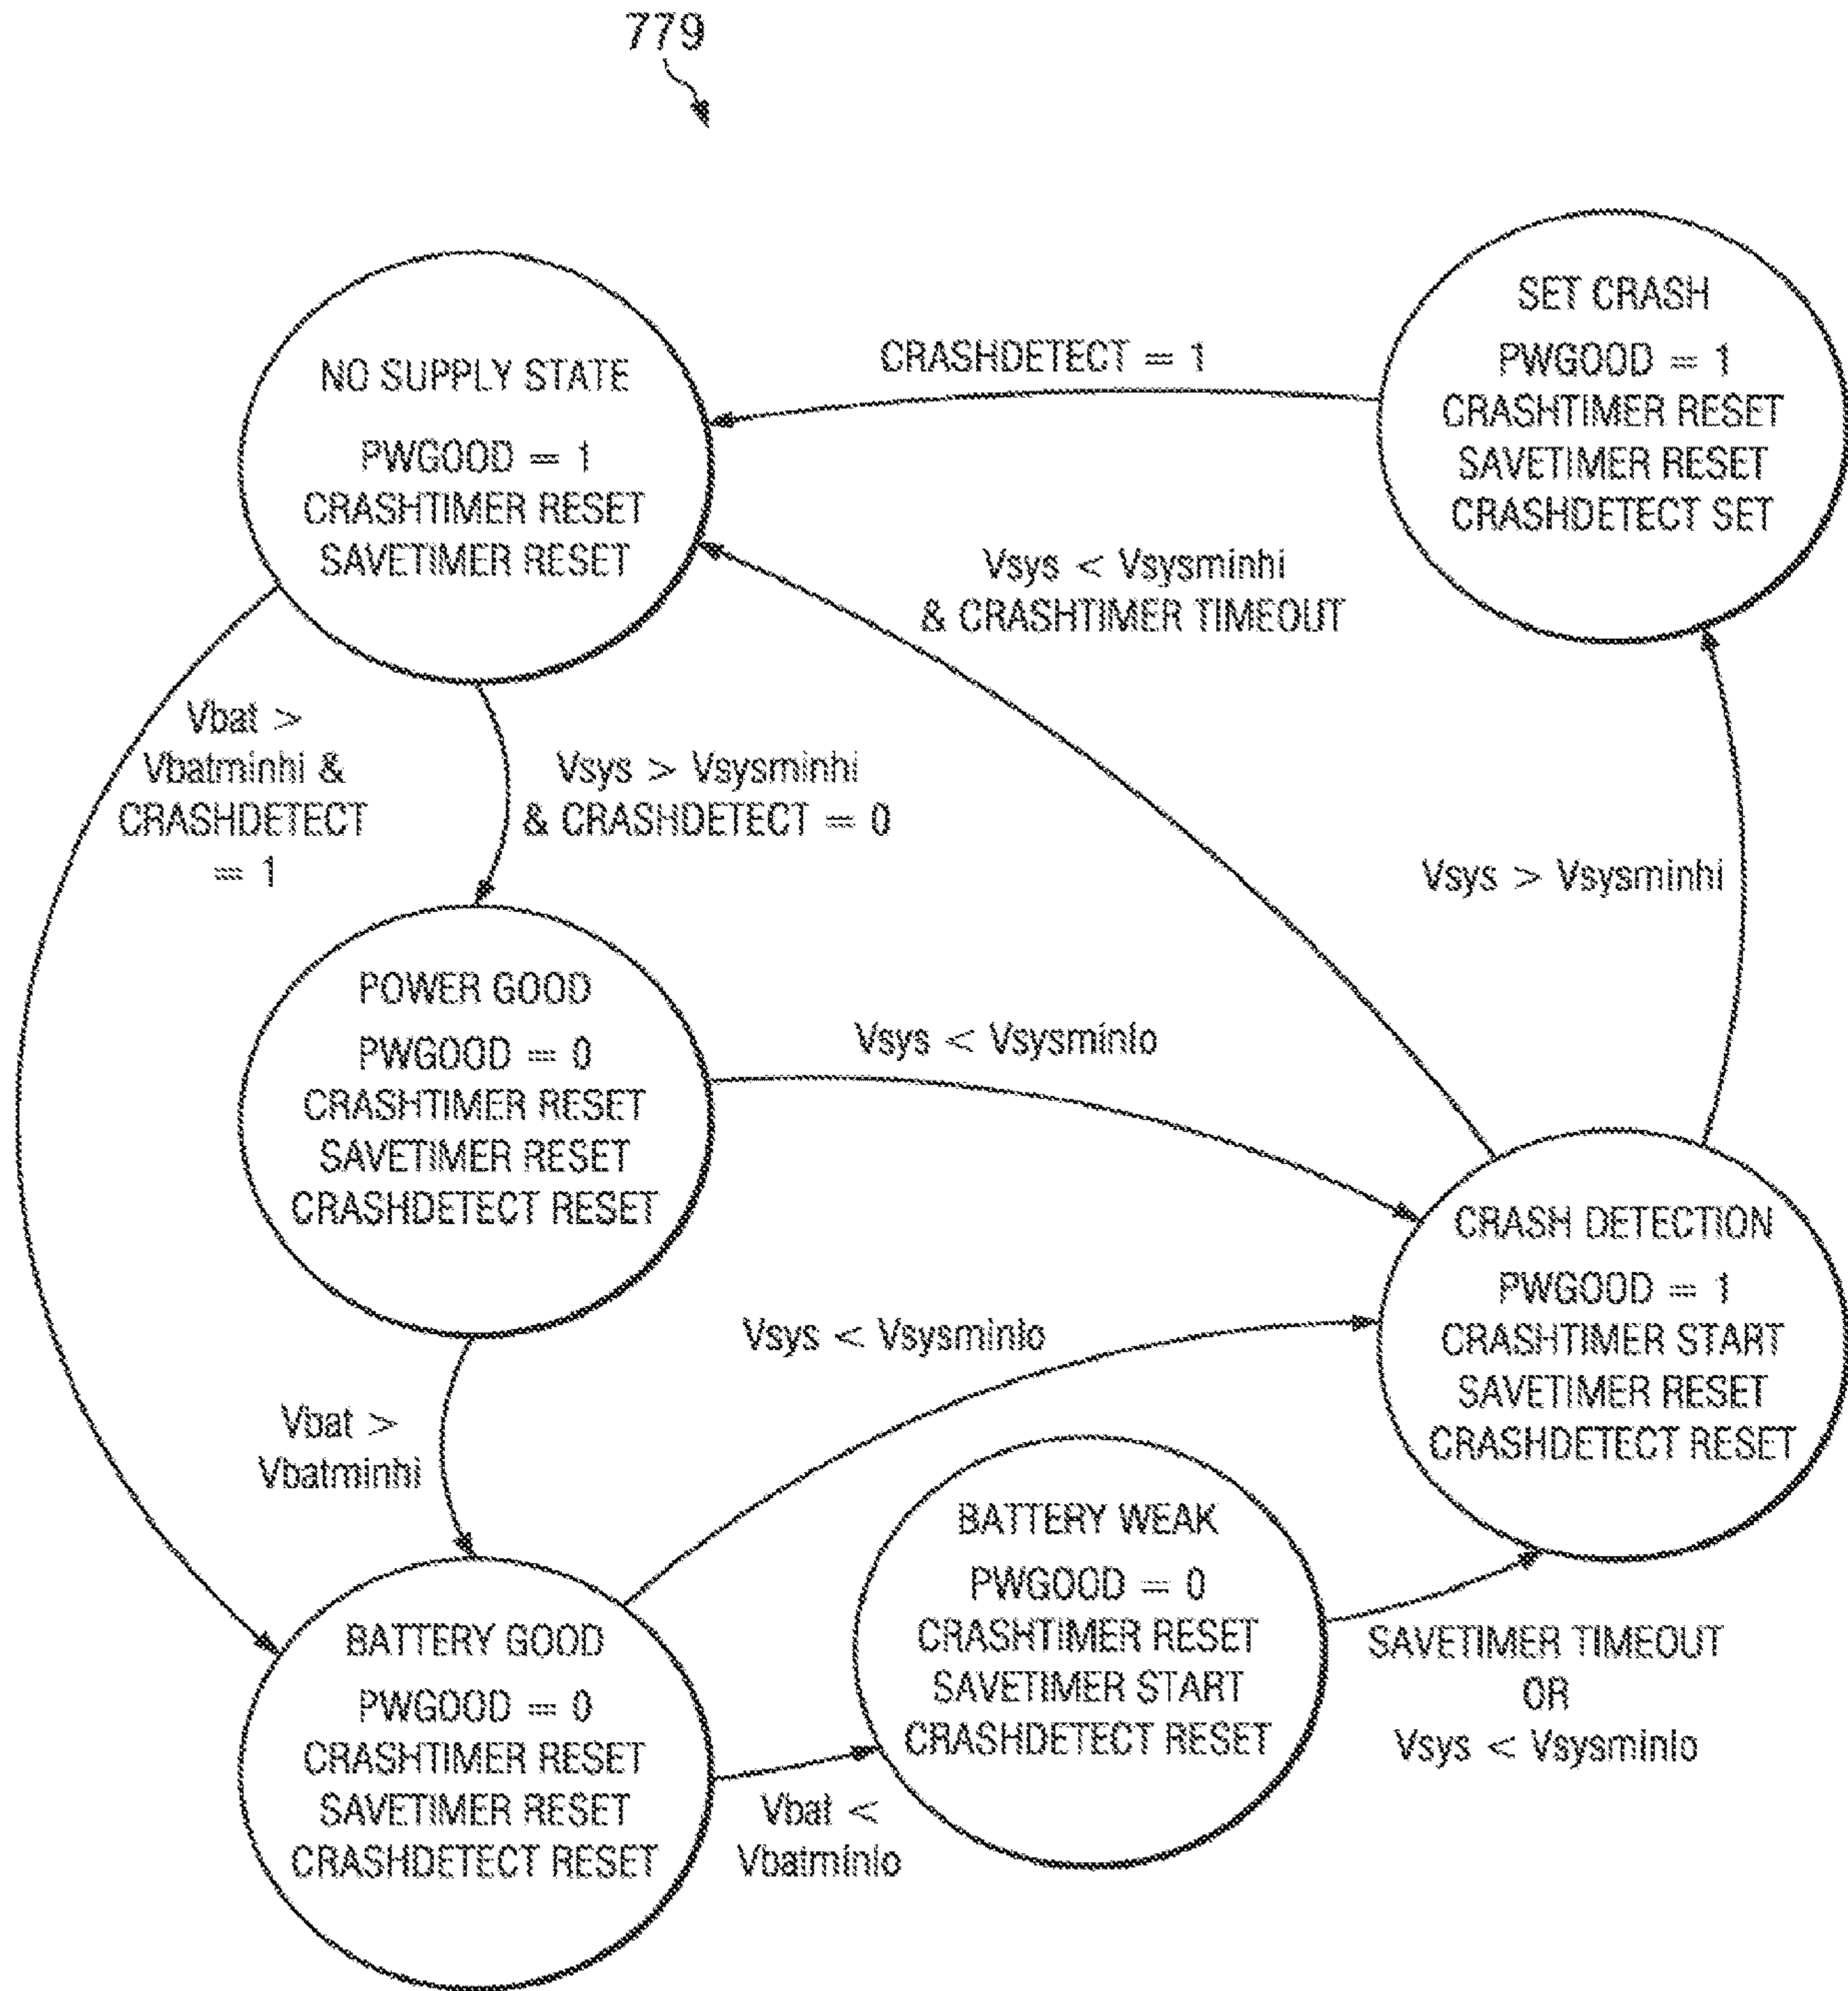 779
NO SUPPLY STATE
PWGOOD = 1
CRASHTIMER RESET
SAVETIMER RESET
CRASHDETECT = 1
SET CRASH
PWGOOD = 1
CRASHTIMER RESET
SAVETIMER RESET
CRASHDETECT SET
Vsys < Vsysminhi
& CRASHTIMER TIMEOUT
Vbat >
Vbatminhi &
CRASHDETECT
= 1
Vsys > Vsysminhi
& CRASHDETECT = 0
Vsys > Vsysminhi
POWER GOOD
PWGOOD = 0
CRASHTIMER RESET
SAVETIMER RESET
CRASHDETECT RESET
Vsys < Vsysminlo
CRASH DETECTION
PWGOOD = 1
CRASHTIMER START
SAVETIMER RESET
CRASHDETECT RESET
Vsys < Vsysminlo
Vbat >
Vbatminhi
BATTERY WEAK
PWGOOD = 0
CRASHTIMER RESET
SAVETIMER START
CRASHDETECT RESET
SAVETIMER TIMEOUT
OR
Vsys < Vsysminlo
BATTERY GOOD
PWGOOD = 0
CRASHTIMER RESET
SAVETIMER RESET
CRASHDETECT RESET
Vbat <
Vbatminlo